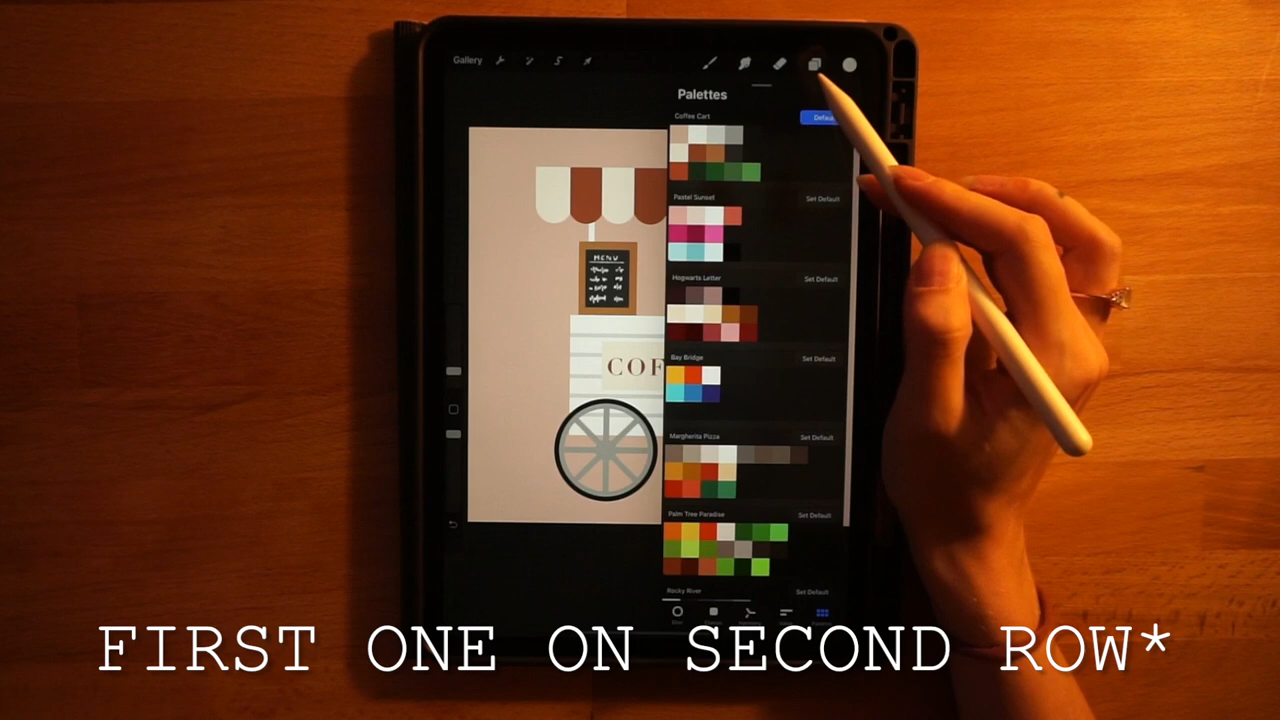 Gallery
Palettes
Coffee Cart
Pastel Sunset
Set Default
Hogwarts Letter
Set Default
MENU
Bay Bridge
Set Default
COF
Margherita Pizza
Set Default
Palm Tree Paradise
Set Default
Rocky River
Set Default
FIRST ONE ON SECOND ROW*